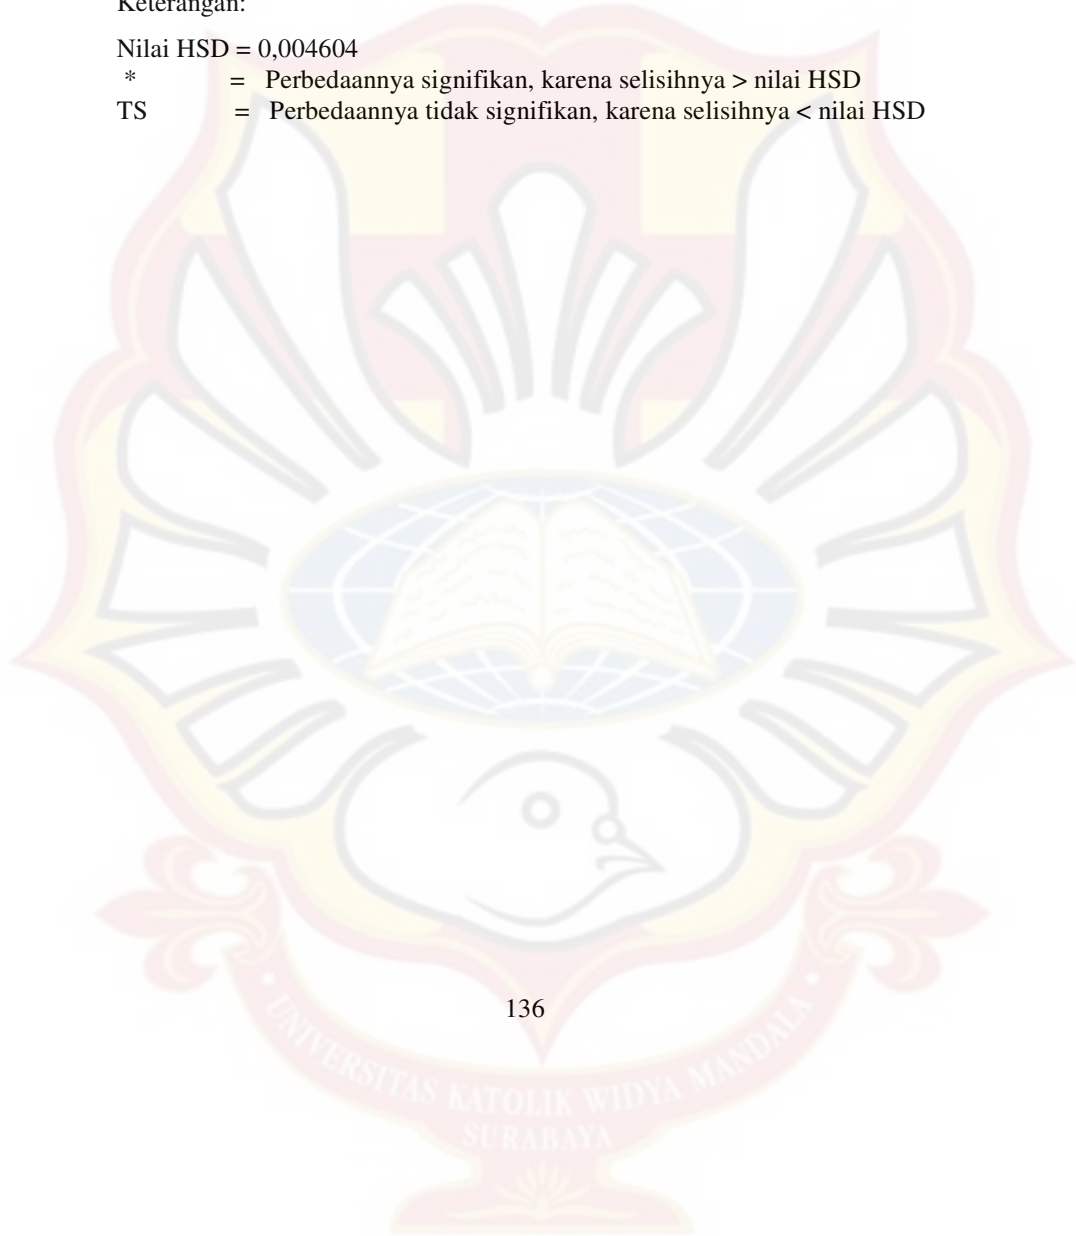 Keterangan:
Nilai HSD = 0,004604
* = Perbedaannya signifikan, karena selisihnya > nilai HSD
TS = Perbedaannya tidak signifikan, karena selisihnya < nilai HSD
136
UNIVERSITAS KATOLIK WIDYA MANDALA
SURABAYA